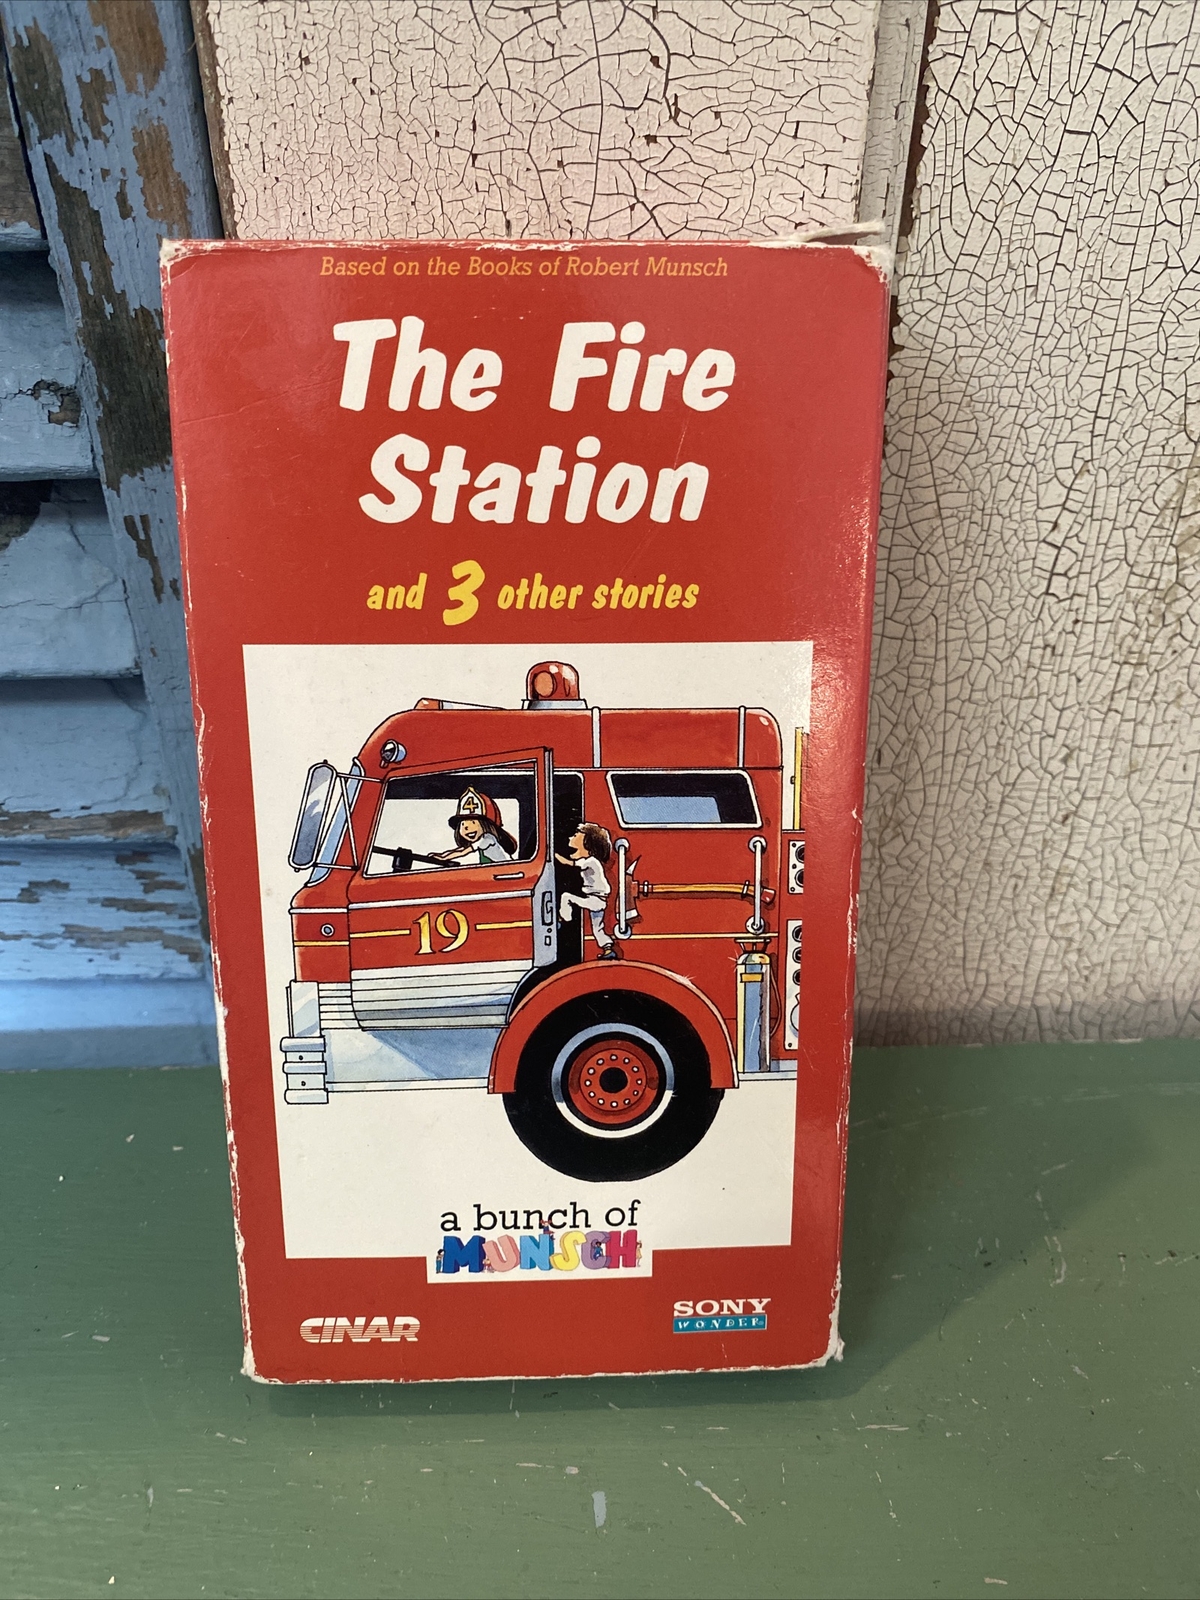 Based on the Books of Robert Munsch
The Fire
Station
and 3 other stories
4
19
a bunch of
MUNSCH
CINAR
SONY
WONDER